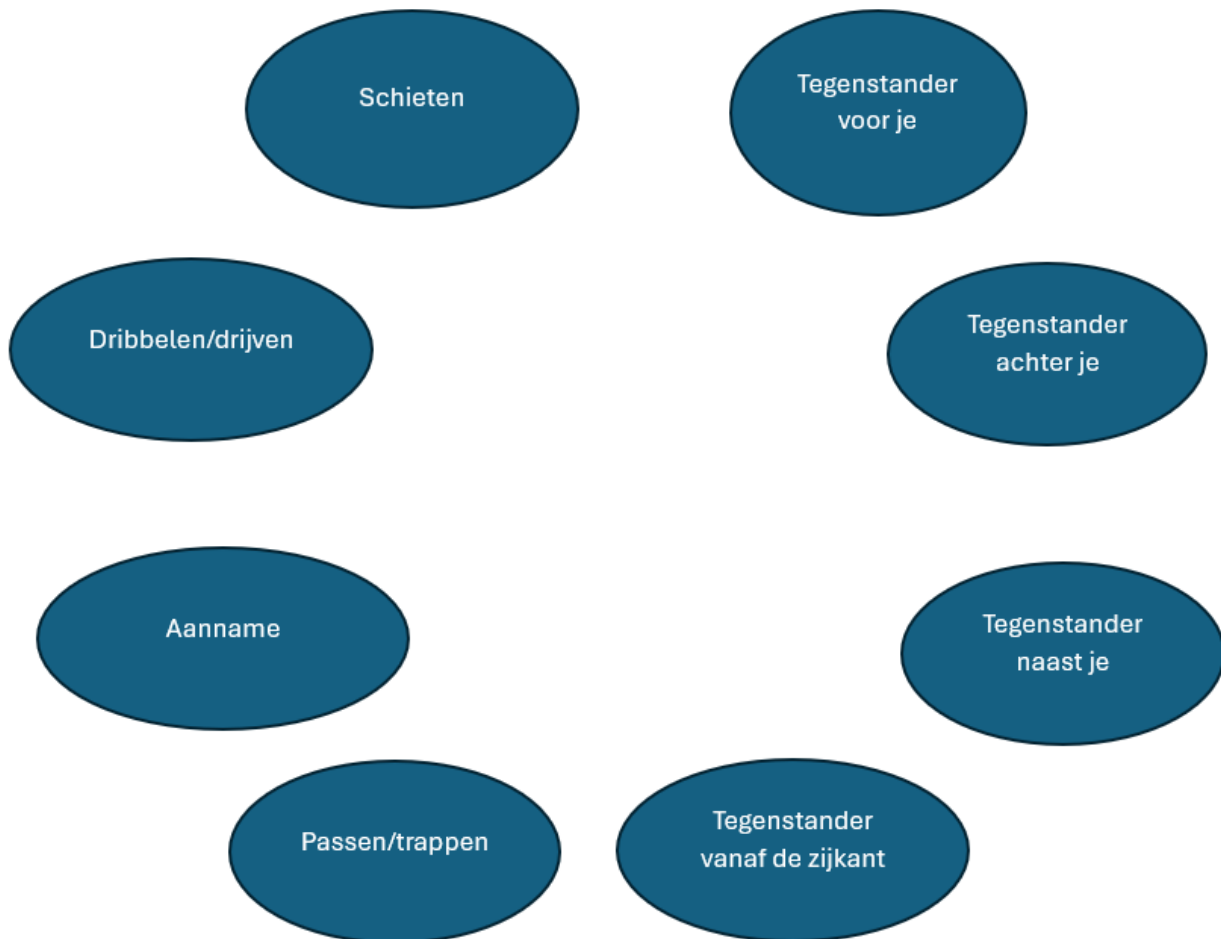 Schieten
Tegenstander
voor je
Dribbelen/drijven
Tegenstander
achter je
Aanname
Tegenstander
naast je
Passen/trappen
Tegenstander
vanaf de zijkant